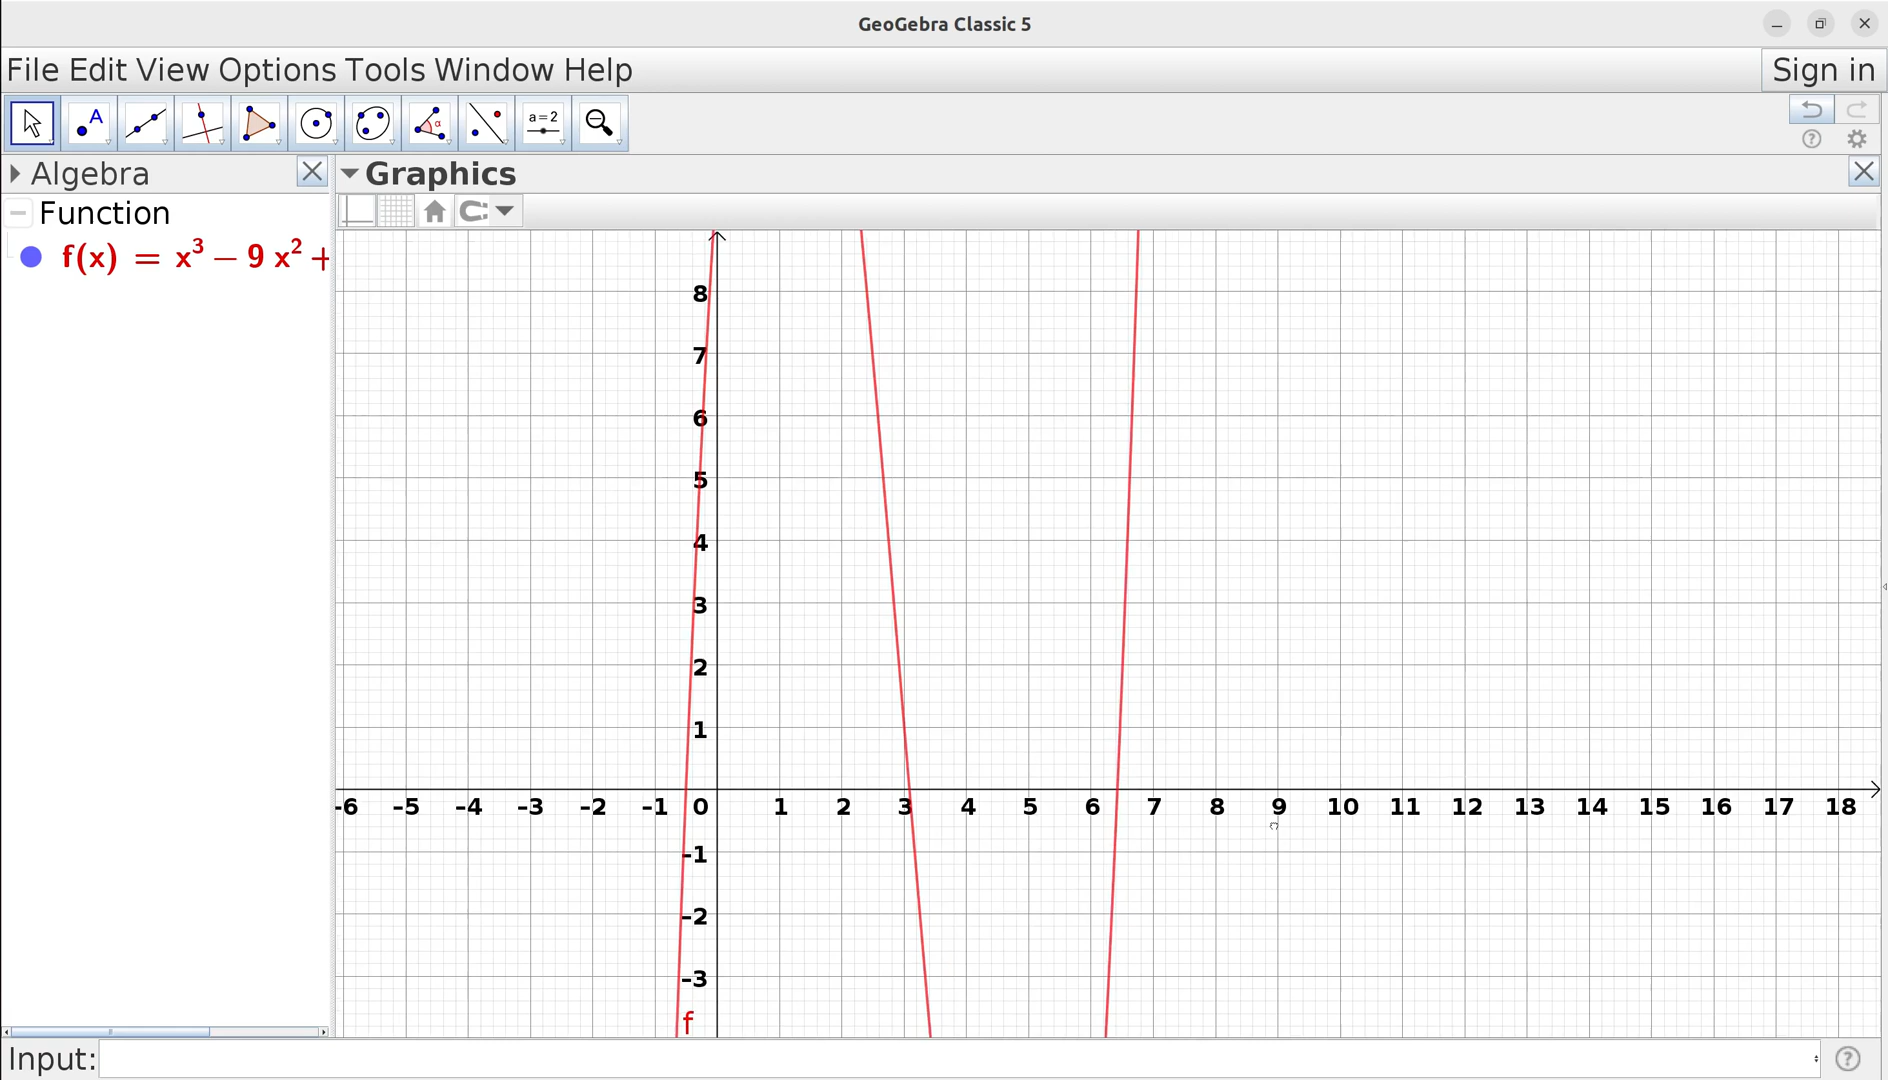 GeoGebra Classic 5
File Edit View Options Tools Window Help
Sign in
A
α
a=2
Algebra
Graphics
Function
f(x) = x³ − 9 x² +
8
7
6
5
4
3
2
1
-6 -5 -4 -3 -2 -1 0 1 2 3 4 5 6 7 8 9 10 11 12 13 14 15 16 17 18
-1
-2
-3
f
Input: